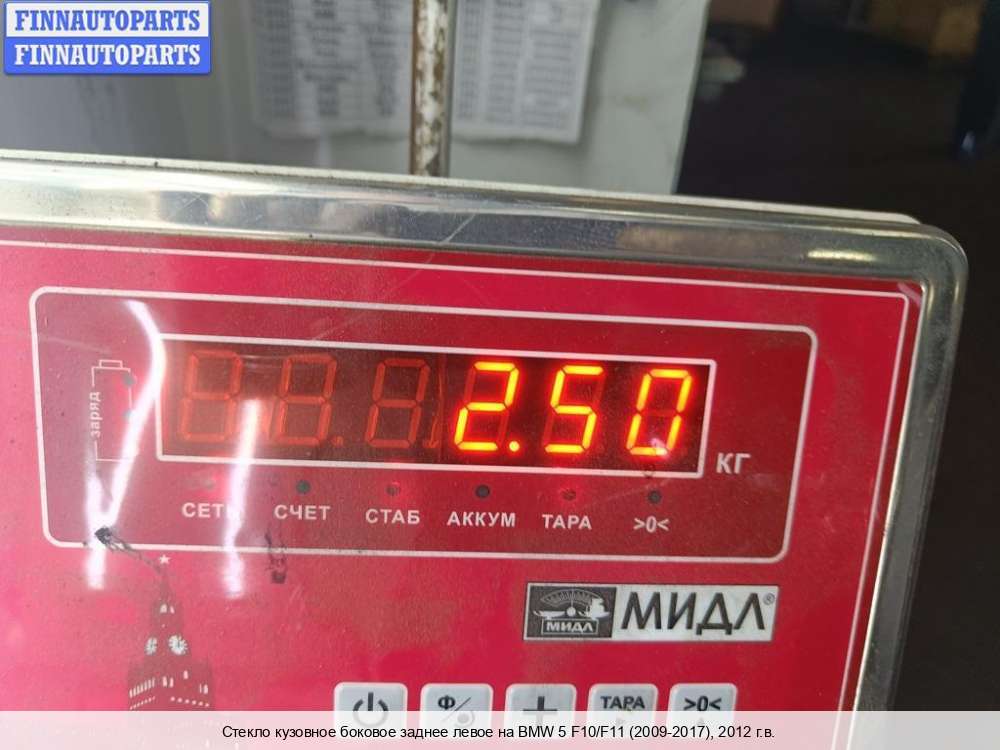 FINNAUTOPARTS
FINNAUTOPARTS
заряд
2.50
КГ
СЕТЬ СЧЕТ СТАБ АККУМ ТАРА >0<
МИДЛ
МИДЛ®
Ф
ТАРА
>0<
Стекло кузовное боковое заднее левое на BMW 5 F10/F11 (2009-2017), 2012 г.в.